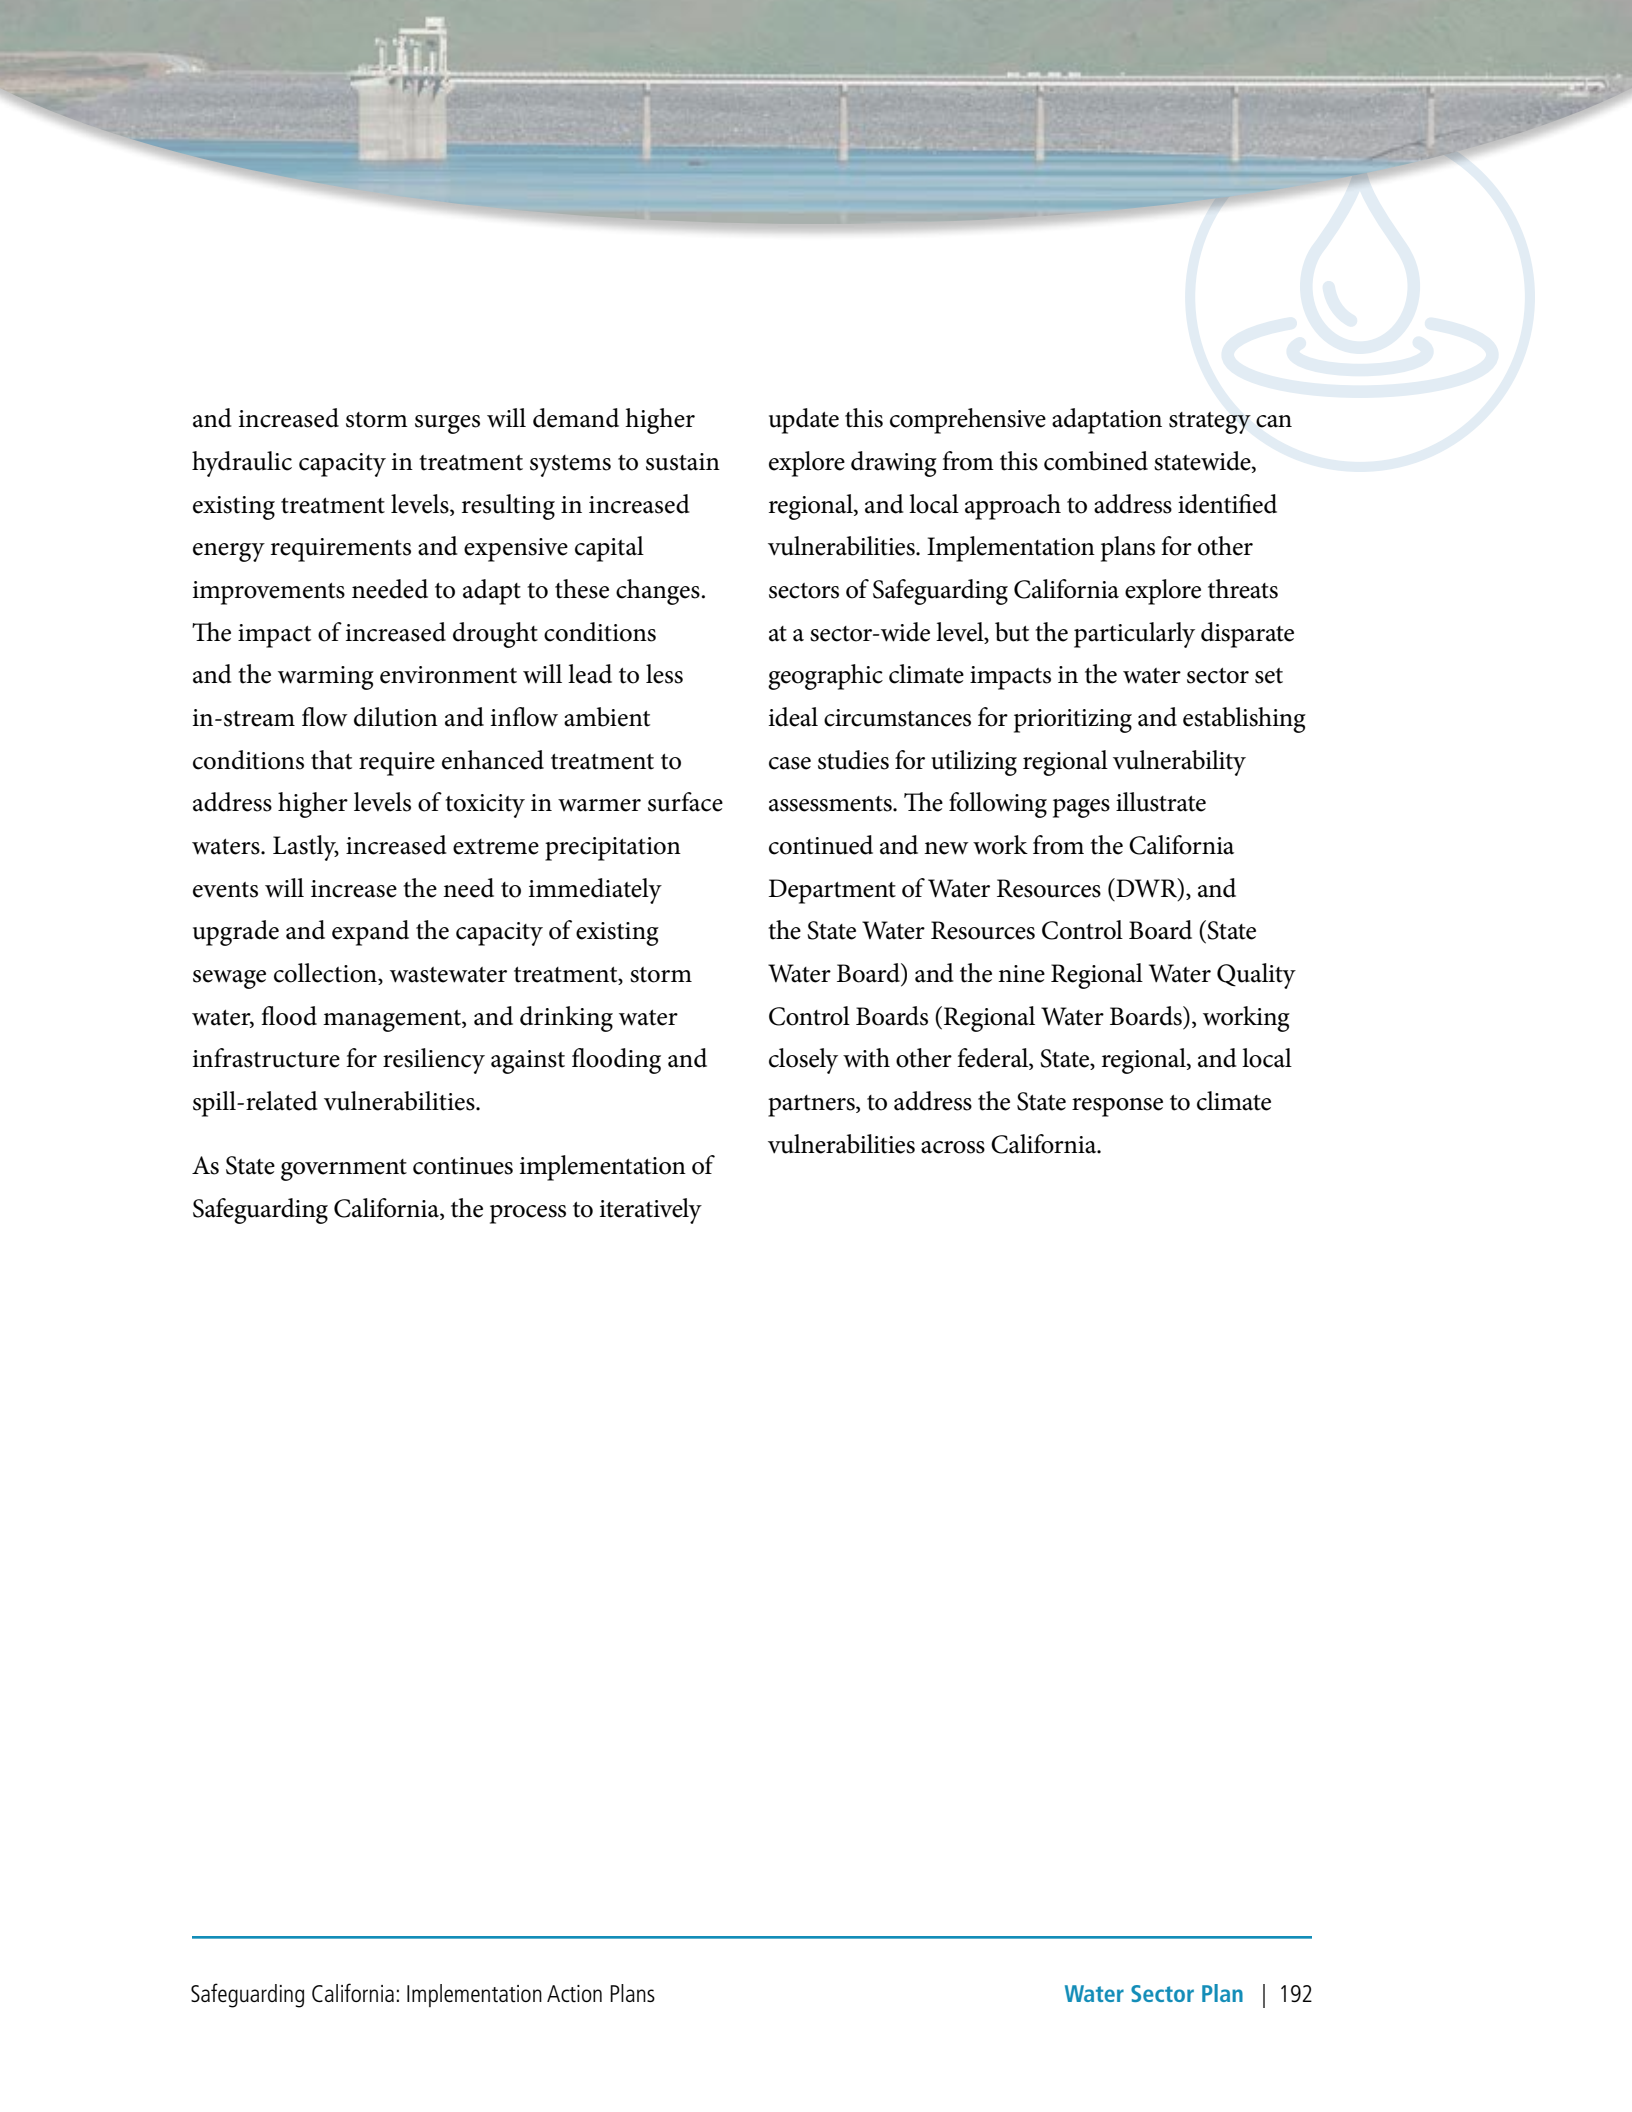 and increased storm surges will demand higher
hydraulic capacity in treatment systems to sustain
existing treatment levels, resulting in increased
energy requirements and expensive capital
improvements needed to adapt to these changes.
The impact of increased drought conditions
and the warming environment will lead to less
in-stream flow dilution and inflow ambient
conditions that require enhanced treatment to
address higher levels of toxicity in warmer surface
waters. Lastly, increased extreme precipitation
events will increase the need to immediately
upgrade and expand the capacity of existing
sewage collection, wastewater treatment, storm
water, flood management, and drinking water
infrastructure for resiliency against flooding and
spill-related vulnerabilities.
As State government continues implementation of
Safeguarding California, the process to iteratively
update this comprehensive adaptation strategy can
explore drawing from this combined statewide,
regional, and local approach to address identified
vulnerabilities. Implementation plans for other
sectors of Safeguarding California explore threats
at a sector-wide level, but the particularly disparate
geographic climate impacts in the water sector set
ideal circumstances for prioritizing and establishing
case studies for utilizing regional vulnerability
assessments. The following pages illustrate
continued and new work from the California
Department of Water Resources (DWR), and
the State Water Resources Control Board (State
Water Board) and the nine Regional Water Quality
Control Boards (Regional Water Boards), working
closely with other federal, State, regional, and local
partners, to address the State response to climate
vulnerabilities across California.
Safeguarding California: Implementation Action Plans
Water Sector Plan | 192